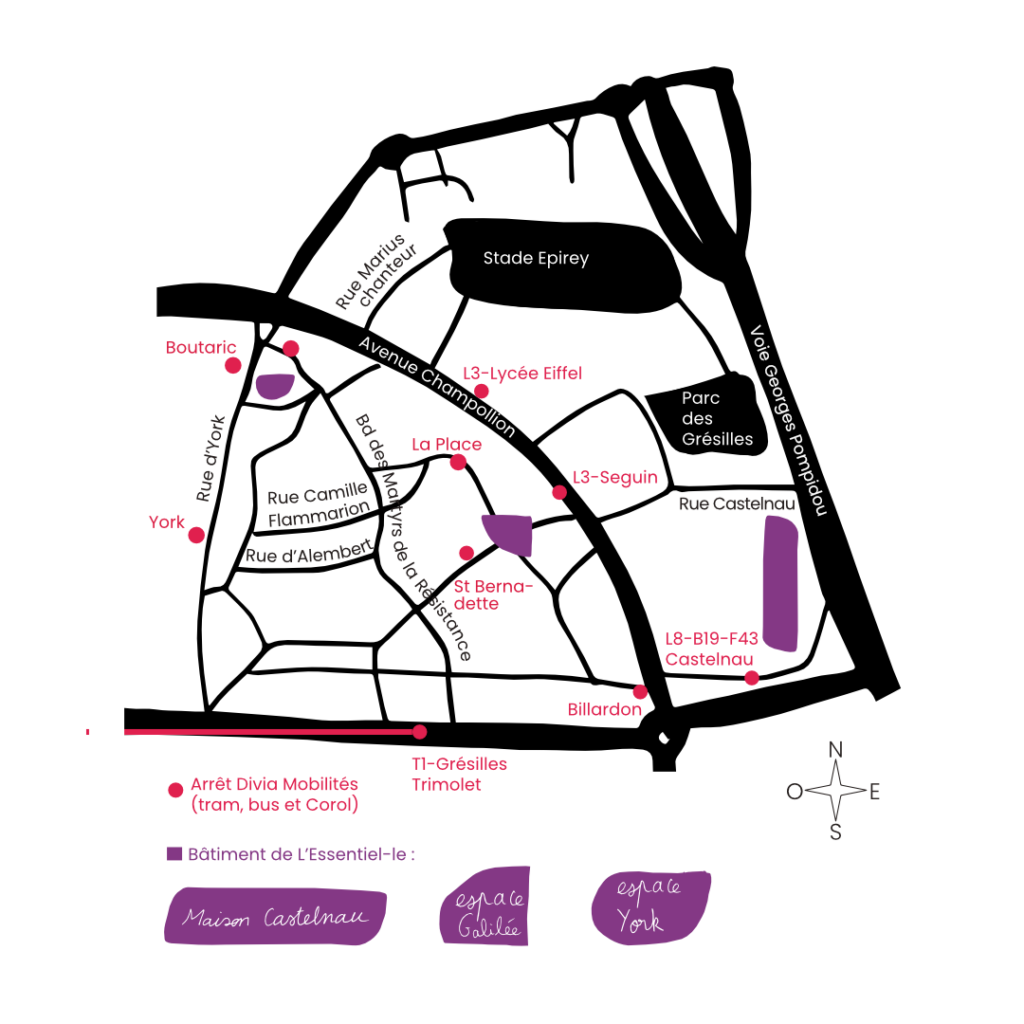 Stade Epirey
Rue Marius
chanteur
Boutaric
Avenue Champollion
Voie Georges Pompidou
L3-Lycée Eiffel
Parc
des
Grésilles
Rue d'York
Bd des Martyrs de la Résistance
La Place
L3-Seguin
Rue Camille
Flammarion
Rue Castelnau
York
Rue d'Alembert
St Berna-
dette
L8-B19-F43
Castelnau
Billardon
T1-Grésilles
Trimolet
N
O
E
S
Arrêt Divia Mobilités
(tram, bus et Corol)
Bâtiment de L'Essentiel-le :
Maison Castelnau
espace
Galilée
espace
York